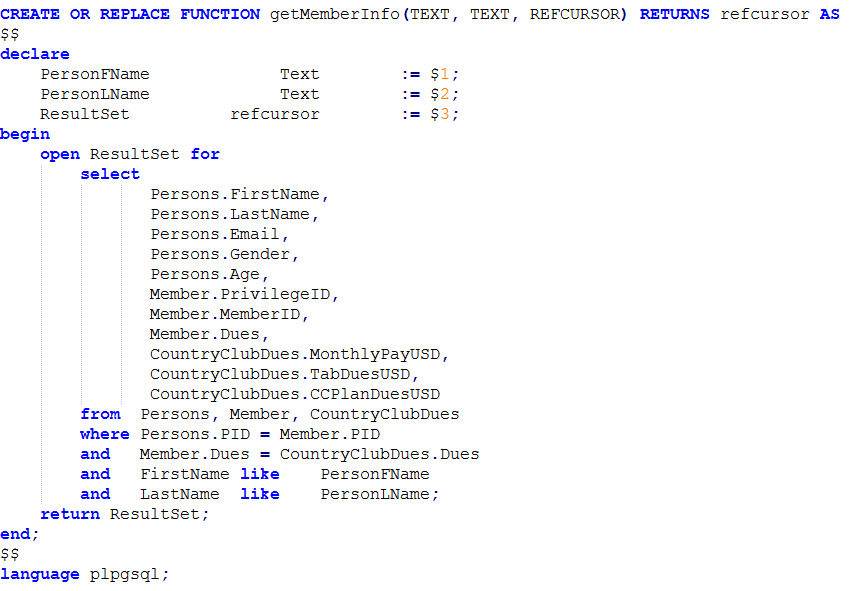 CREATE OR REPLACE FUNCTION getMemberInfo(TEXT, TEXT, REFCURSOR) RETURNS refcursor AS
$$
declare
PersonFName Text := $1;
PersonLName Text := $2;
ResultSet refcursor := $3;
begin
open ResultSet for
select
Persons.FirstName,
Persons.LastName,
Persons.Email,
Persons.Gender,
Persons.Age,
Member.PrivilegeID,
Member.MemberID,
Member.Dues,
CountryClubDues.MonthlyPayUSD,
CountryClubDues.TabDuesUSD,
CountryClubDues.CCPlanDuesUSD
from Persons, Member, CountryClubDues
where Persons.PID = Member.PID
and Member.Dues = CountryClubDues.Dues
and FirstName like PersonFName
and LastName like PersonLName;
return ResultSet;
end;
$$
language plpgsql;